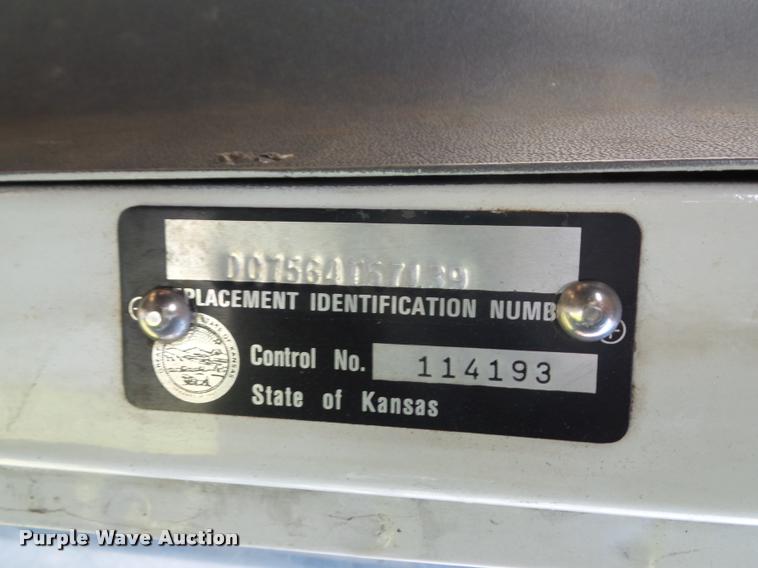 PLACEMENT IDENTIFICATION NUMB
Control No. 114193
State of Kansas
Purple Wave Auction